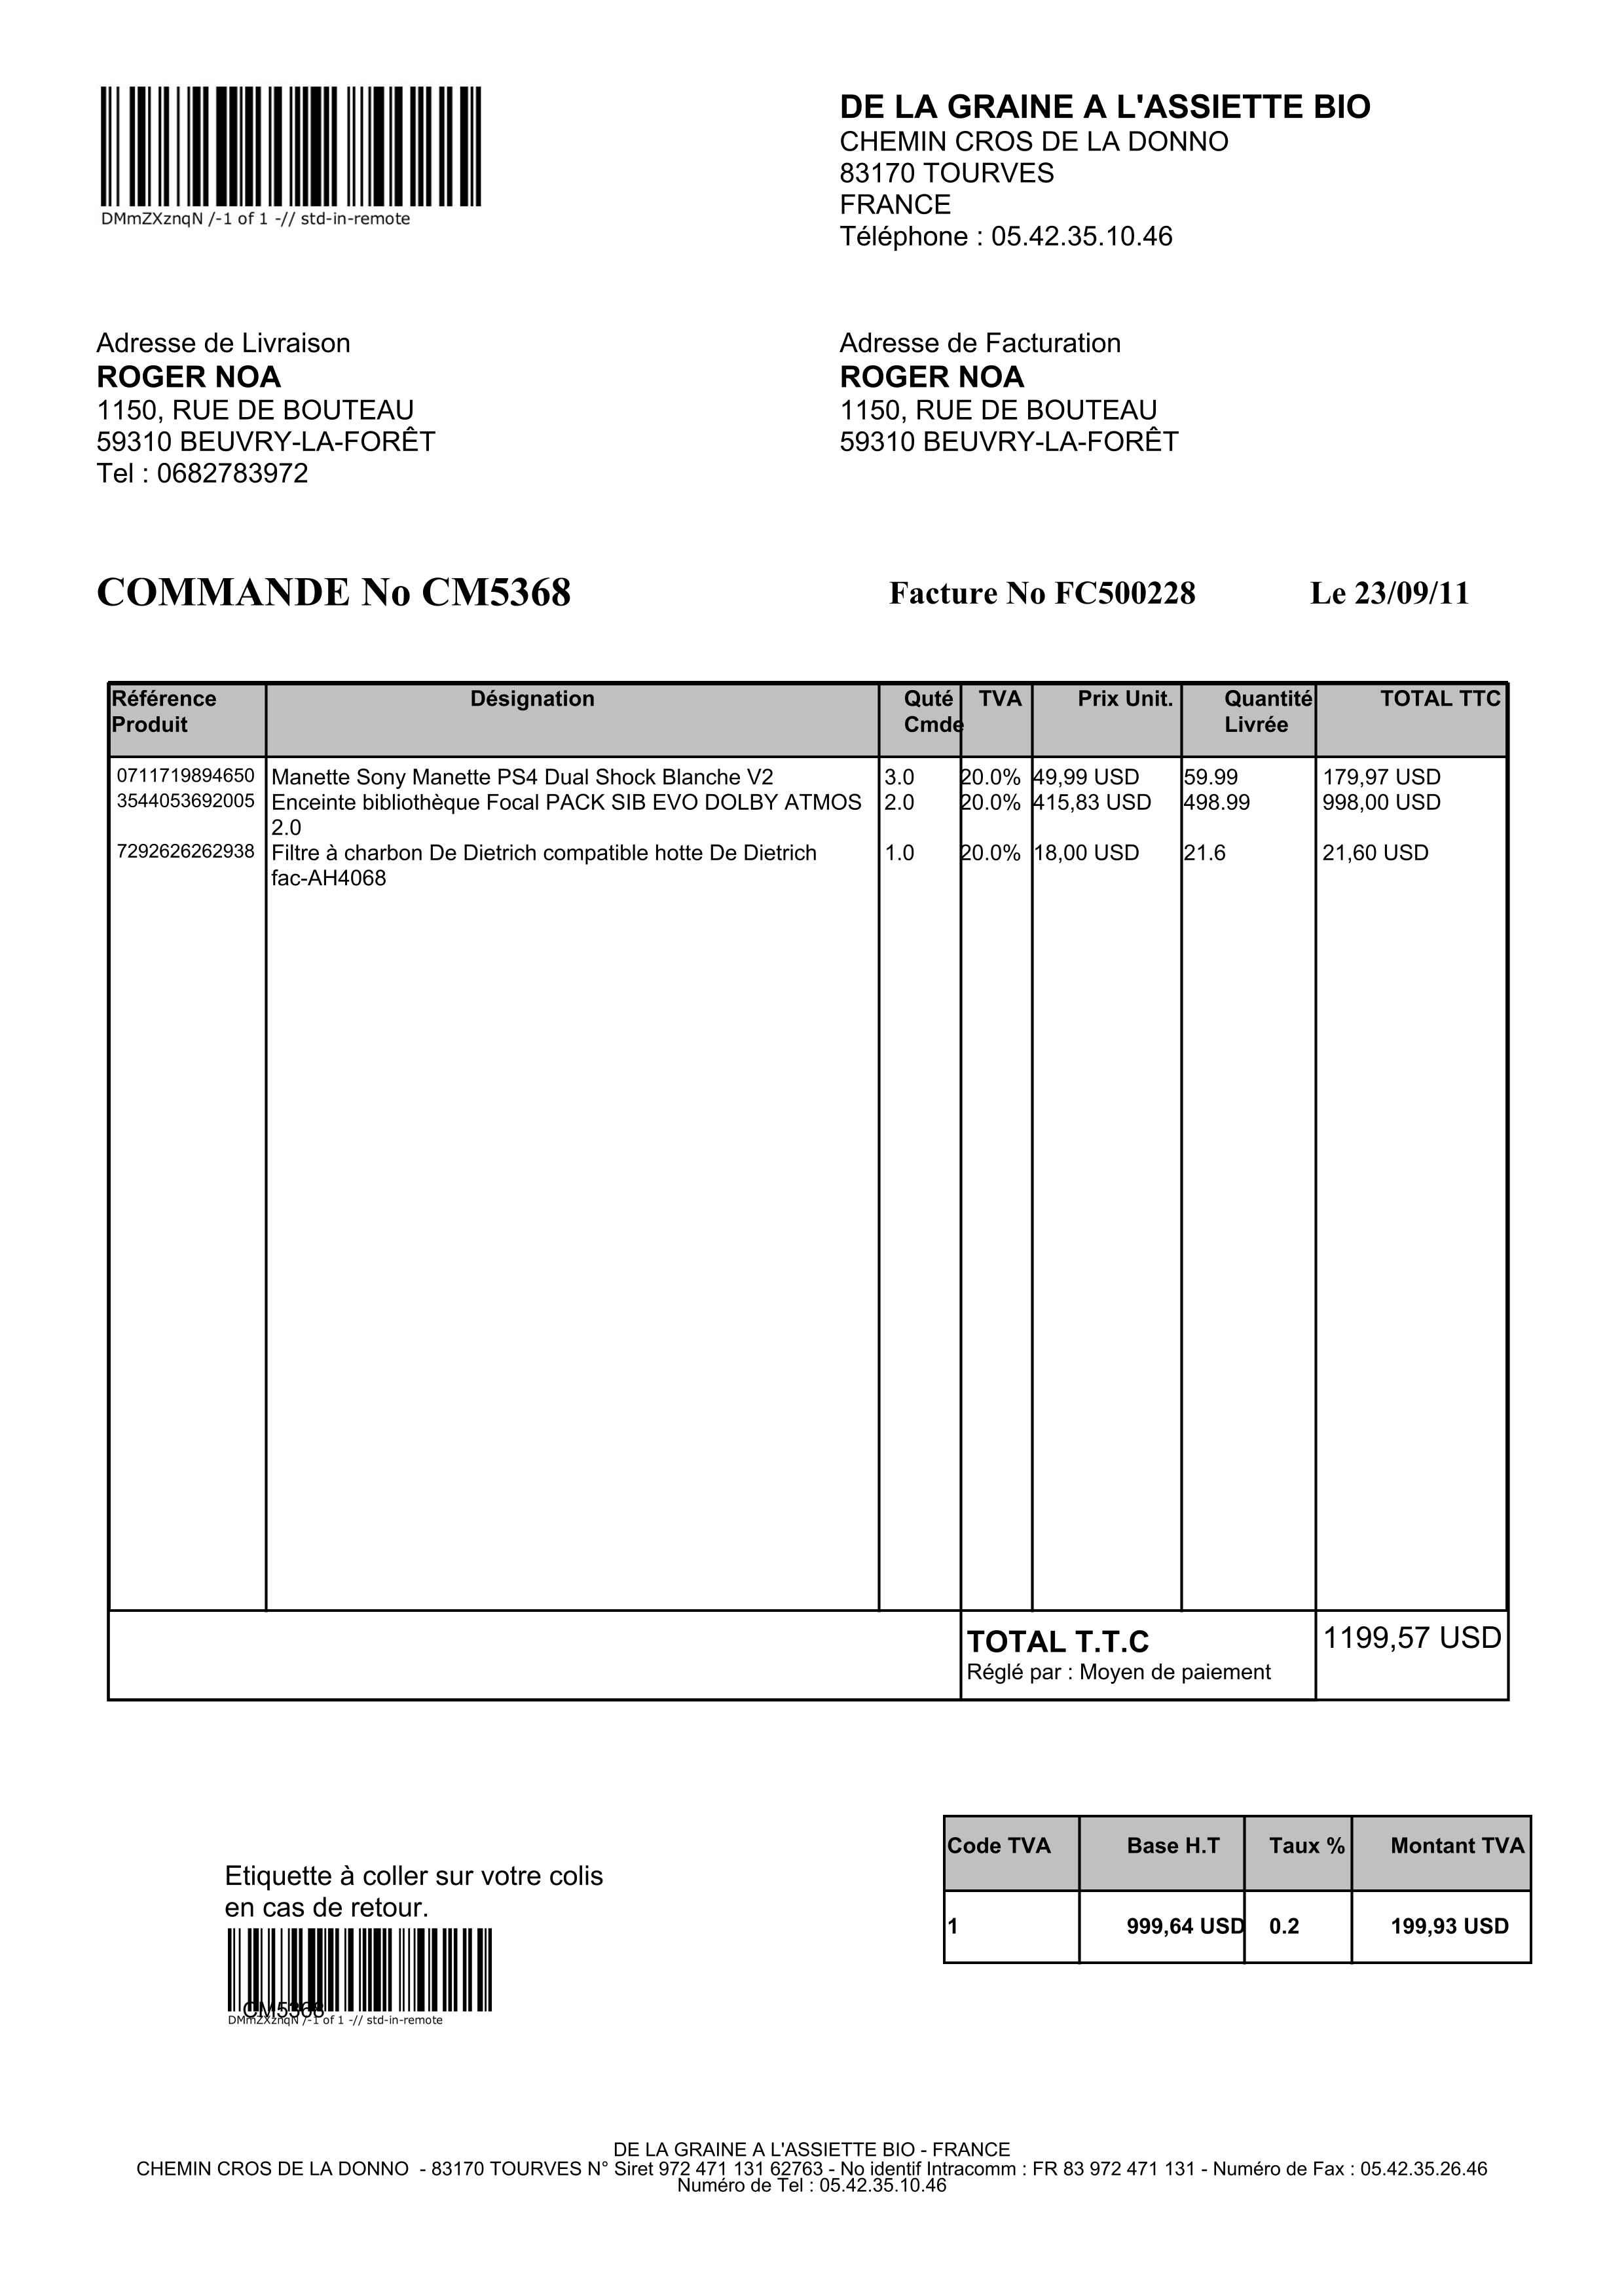 DMmZXznqN /-1 of 1 -// std-in-remote
DE LA GRAINE A L'ASSIETTE BIO
CHEMIN CROS DE LA DONNO
83170 TOURVES
FRANCE
Téléphone : 05.42.35.10.46
Adresse de Livraison
ROGER NOA
1150, RUE DE BOUTEAU
59310 BEUVRY-LA-FORÊT
Tel : 0682783972
Adresse de Facturation
ROGER NOA
1150, RUE DE BOUTEAU
59310 BEUVRY-LA-FORÊT
COMMANDE No CM5368 Facture No FC500228 Le 23/09/11
Référence Désignation Quté TVA Prix Unit. Quantité TOTAL TTC
Produit Cmde Livrée
0711719894650 Manette Sony Manette PS4 Dual Shock Blanche V2 3.0 20.0% 49,99 USD 59.99 179,97 USD
3544053692005 Enceinte bibliothèque Focal PACK SIB EVO DOLBY ATMOS 2.0 20.0% 415,83 USD 498.99 998,00 USD
2.0
7292626262938 Filtre à charbon De Dietrich compatible hotte De Dietrich 1.0 20.0% 18,00 USD 21.6 21,60 USD
fac-AH4068
TOTAL T.T.C 1199,57 USD
Réglé par : Moyen de paiement
Code TVA Base H.T Taux % Montant TVA
1 999,64 USD 0.2 199,93 USD
Etiquette à coller sur votre colis
en cas de retour.
CM5368
DMmZXznqN /-1 of 1 -// std-in-remote
DE LA GRAINE A L'ASSIETTE BIO - FRANCE
CHEMIN CROS DE LA DONNO - 83170 TOURVES N° Siret 972 471 131 62763 - No identif Intracomm : FR 83 972 471 131 - Numéro de Fax : 05.42.35.26.46
Numéro de Tel : 05.42.35.10.46